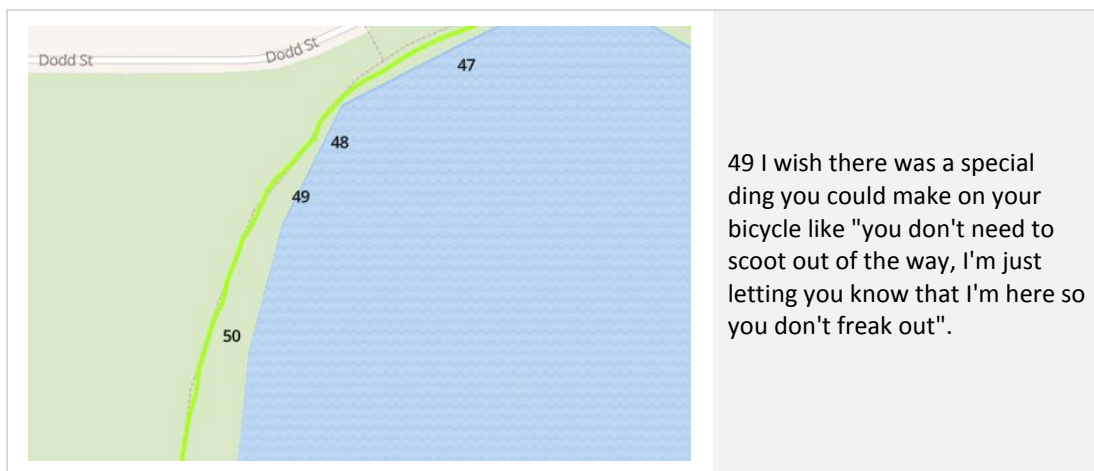 Dodd St
Dodd St
47
48
49
50
49 I wish there was a special
ding you could make on your
bicycle like "you don't need to
scoot out of the way, I'm just
letting you know that I'm here so
you don't freak out".